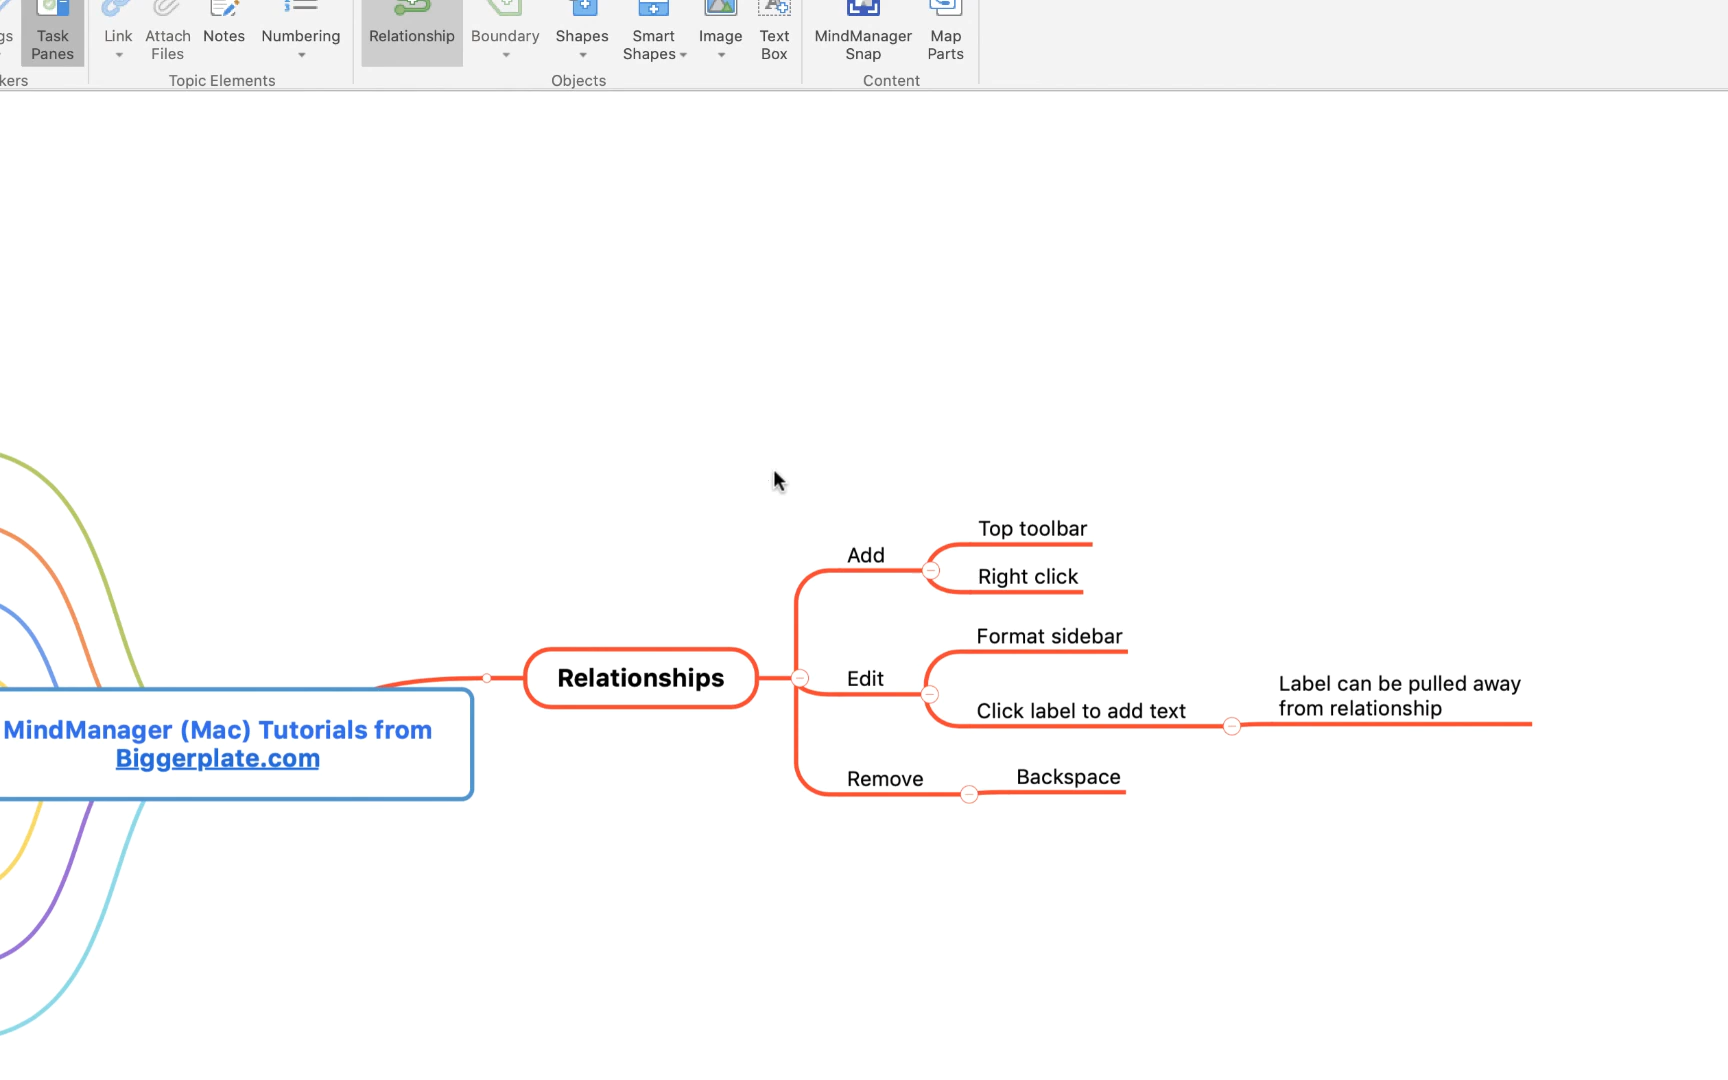 gs
Task
Panes
Link
Attach
Files
Notes
Numbering
Relationship
Boundary
Shapes
Smart
Shapes
Image
Text
Box
MindManager
Snap
Map
Parts
kers
Topic Elements
Objects
Content
Top toolbar
Add
Right click
Format sidebar
Relationships
Edit
Label can be pulled away
from relationship
Click label to add text
MindManager (Mac) Tutorials from
Biggerplate.com
Remove
Backspace